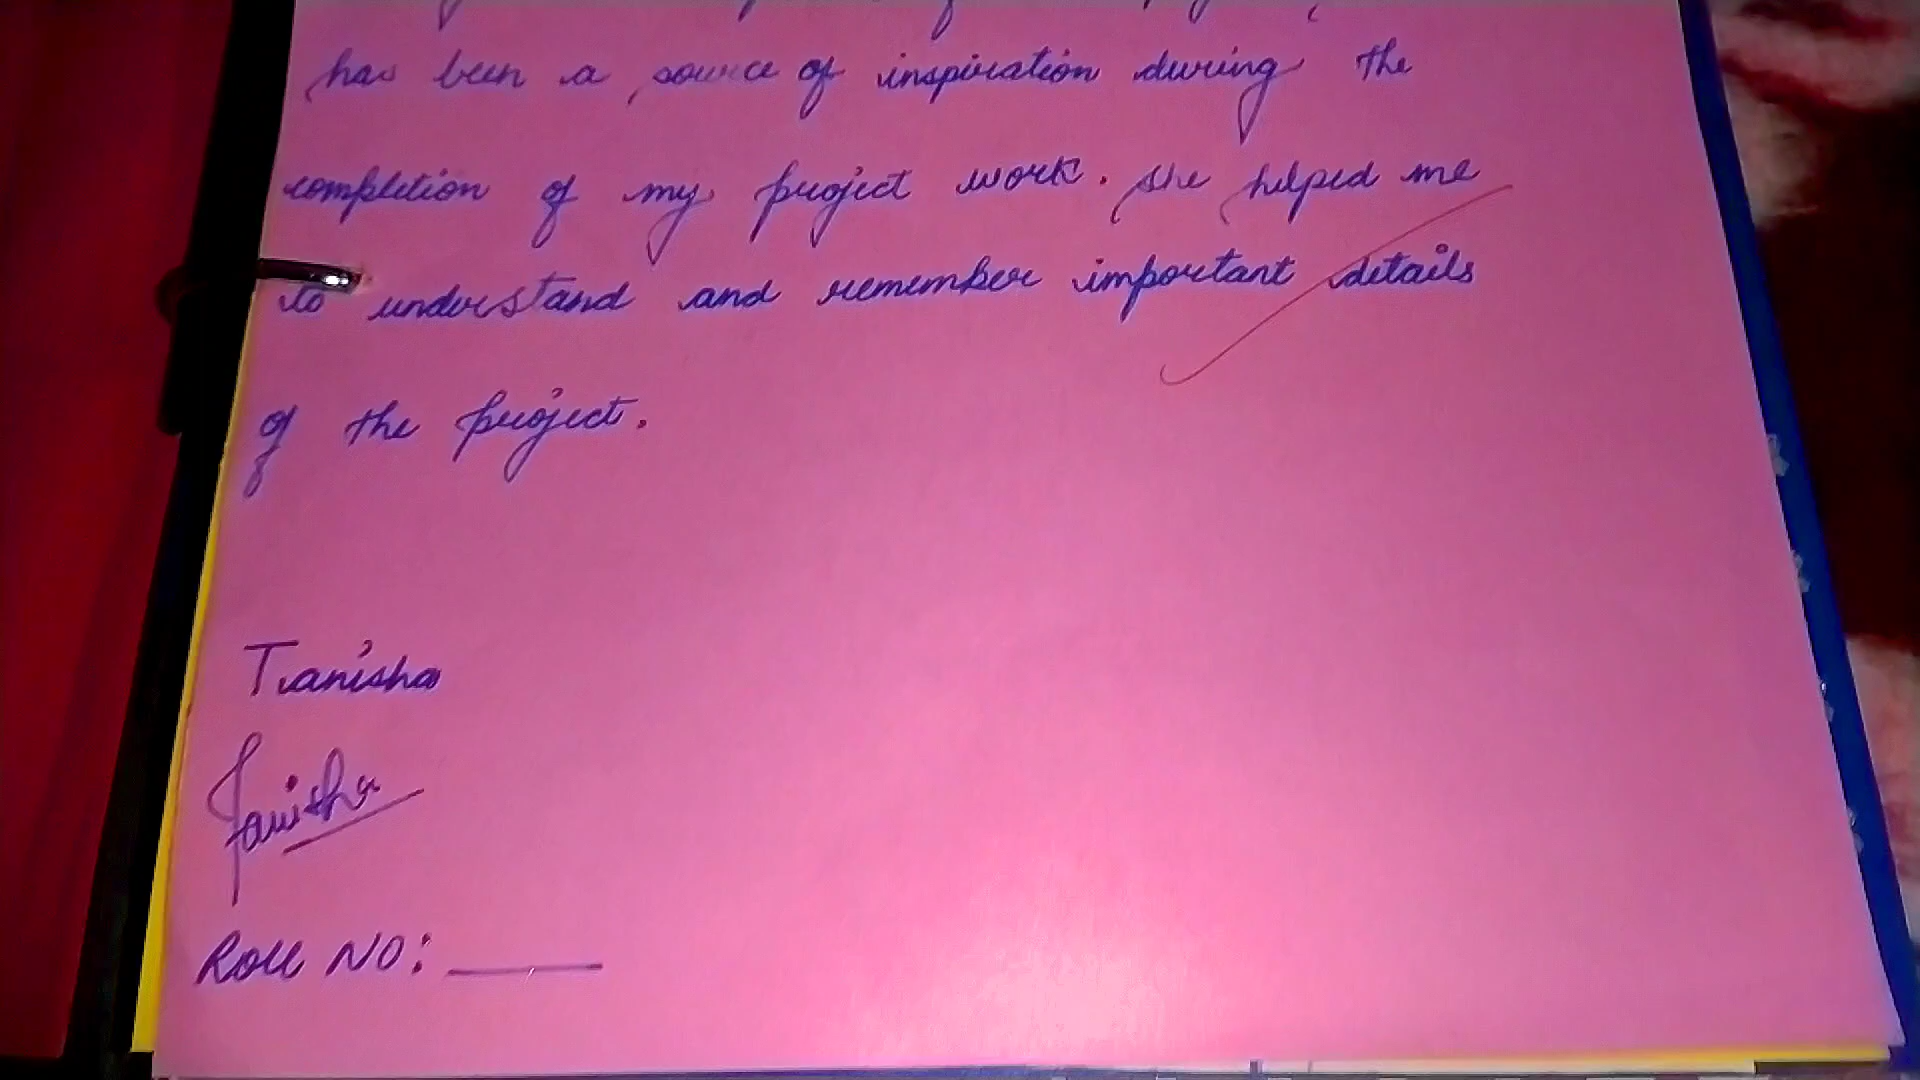 has been a source of inspiration during the
completion of my project work. She helped me
to understand and remember important details
of the project.
Tanisha
Tanisha
Roll NO: ______